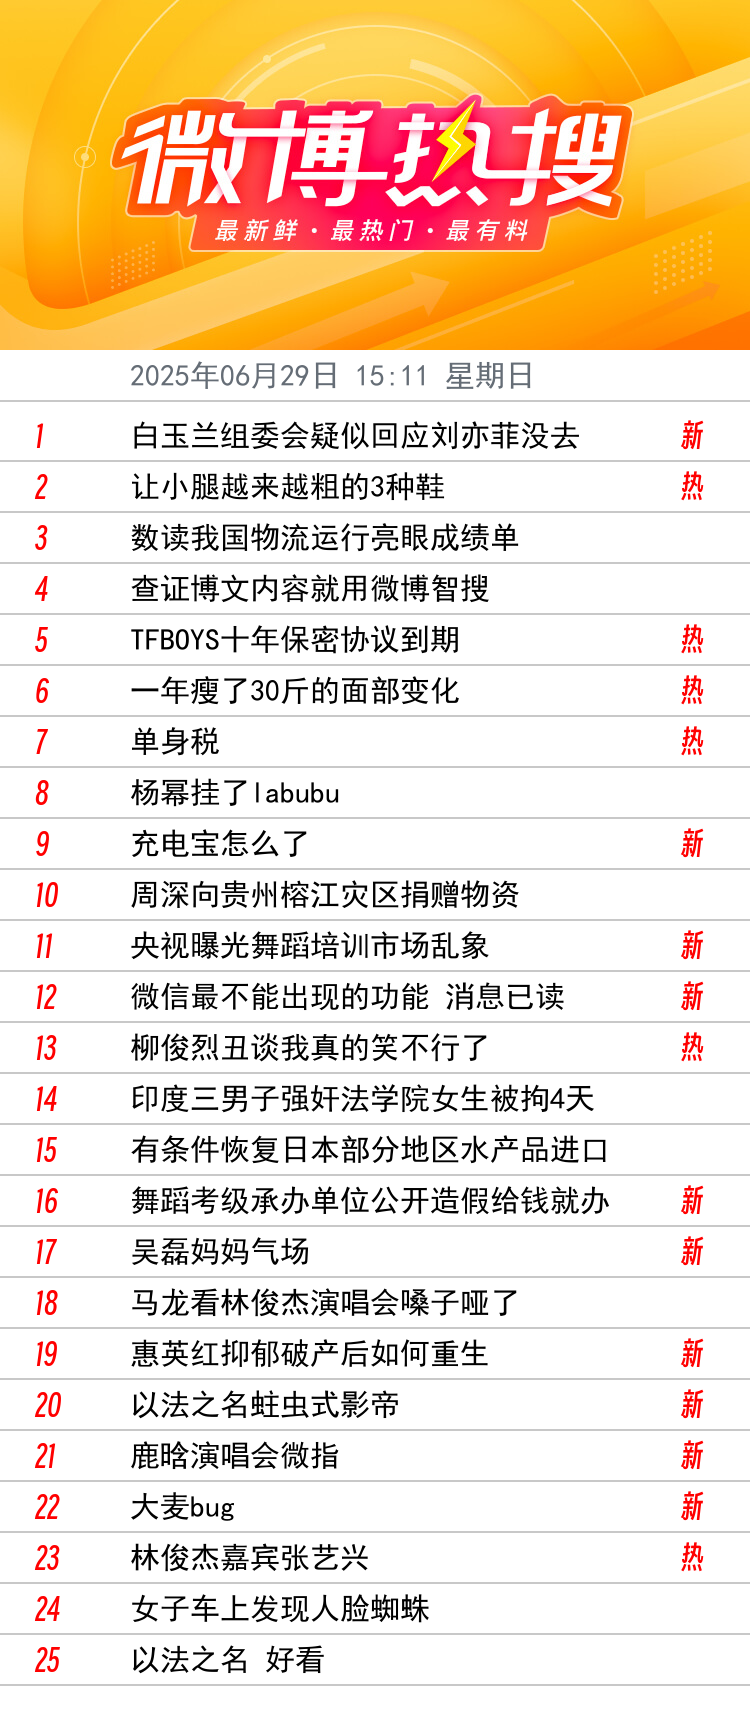 微博热搜
最新鲜·最热门·最有料
2025年06月29日 15:11 星期日
1 白玉兰组委会疑似回应刘亦菲没去 新
2 让小腿越来越粗的3种鞋 热
3 数读我国物流运行亮眼成绩单
4 查证博文内容就用微博智搜
5 TFBOYS十年保密协议到期 热
6 一年瘦了30斤的面部变化 热
7 单身税 热
8 杨幂挂了labubu
9 充电宝怎么了 新
10 周深向贵州榕江灾区捐赠物资
11 央视曝光舞蹈培训市场乱象 新
12 微信最不能出现的功能 消息已读 新
13 柳俊烈丑谈我真的笑不行了 热
14 印度三男子强奸法学院女生被拘4天
15 有条件恢复日本部分地区水产品进口
16 舞蹈考级承办单位公开造假给钱就办 新
17 吴磊妈妈气场 新
18 马龙看林俊杰演唱会嗓子哑了
19 惠英红抑郁破产后如何重生 新
20 以法之名蛀虫式影帝 新
21 鹿晗演唱会微指 新
22 大麦bug 新
23 林俊杰嘉宾张艺兴 热
24 女子车上发现人脸蜘蛛
25 以法之名 好看